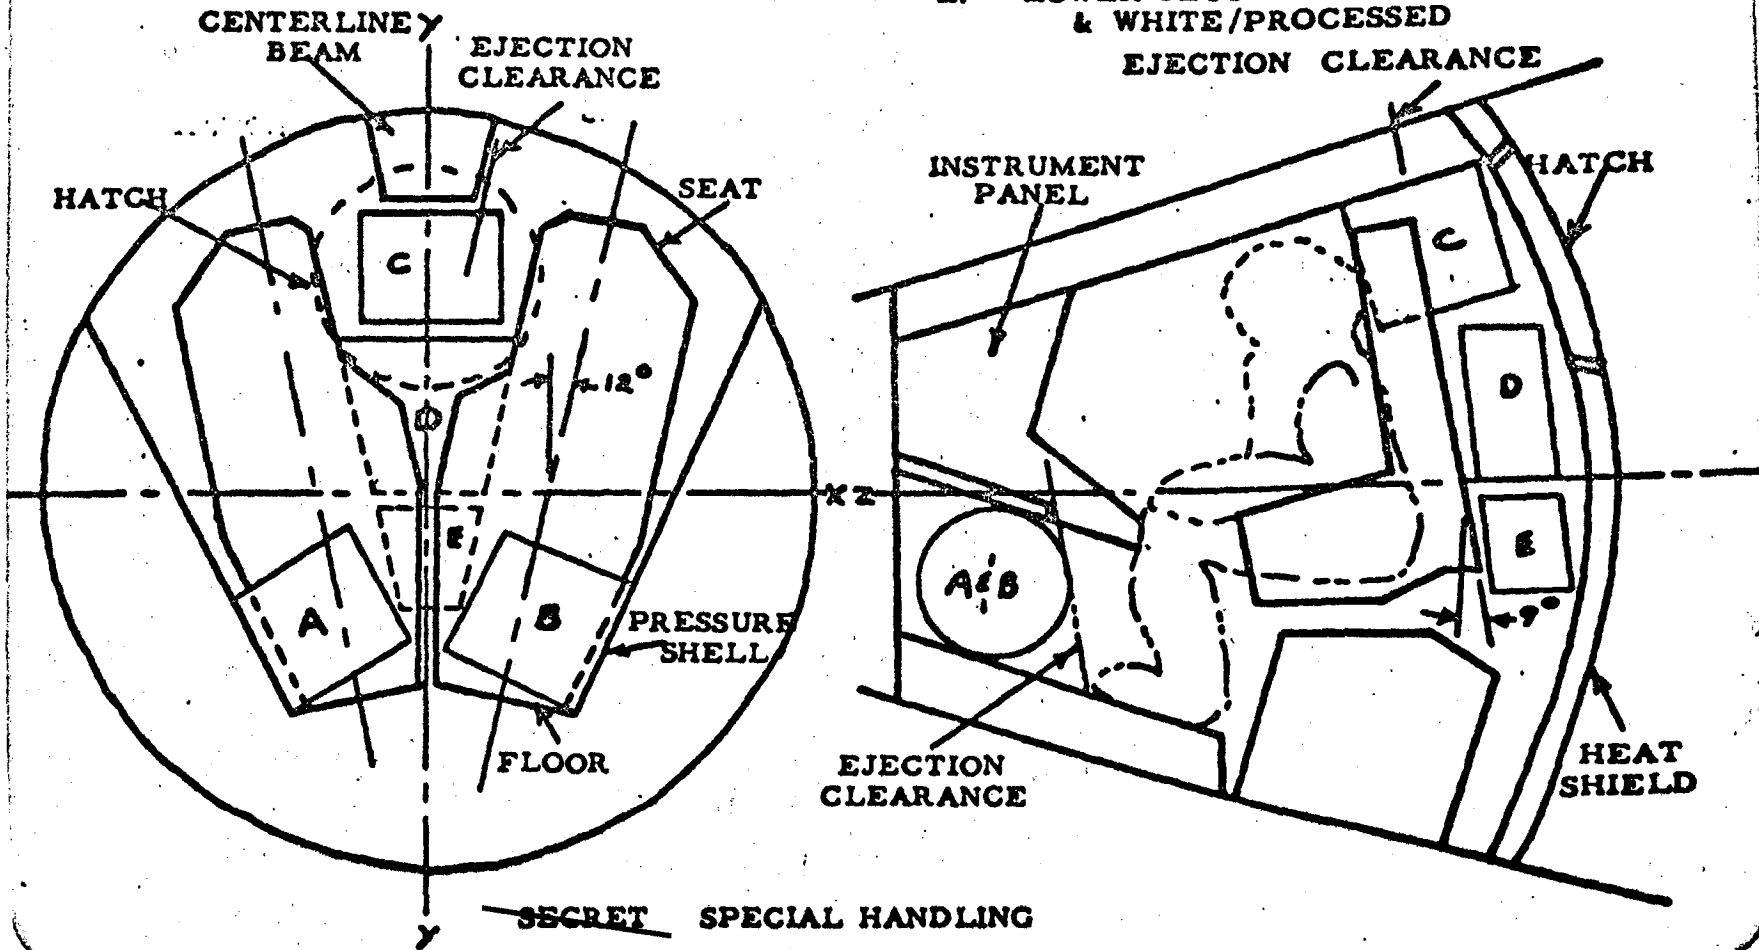 & WHITE/PROCESSED
CENTERLINE
BEAM
Y
EJECTION
CLEARANCE
HATCH
SEAT
C
12°
D
E
A
B
PRESSURE
SHELL
FLOOR
X
Y
EJECTION CLEARANCE
INSTRUMENT
PANEL
HATCH
C
D
Z
E
A&B
9°
EJECTION
CLEARANCE
HEAT
SHIELD
SECRET SPECIAL HANDLING